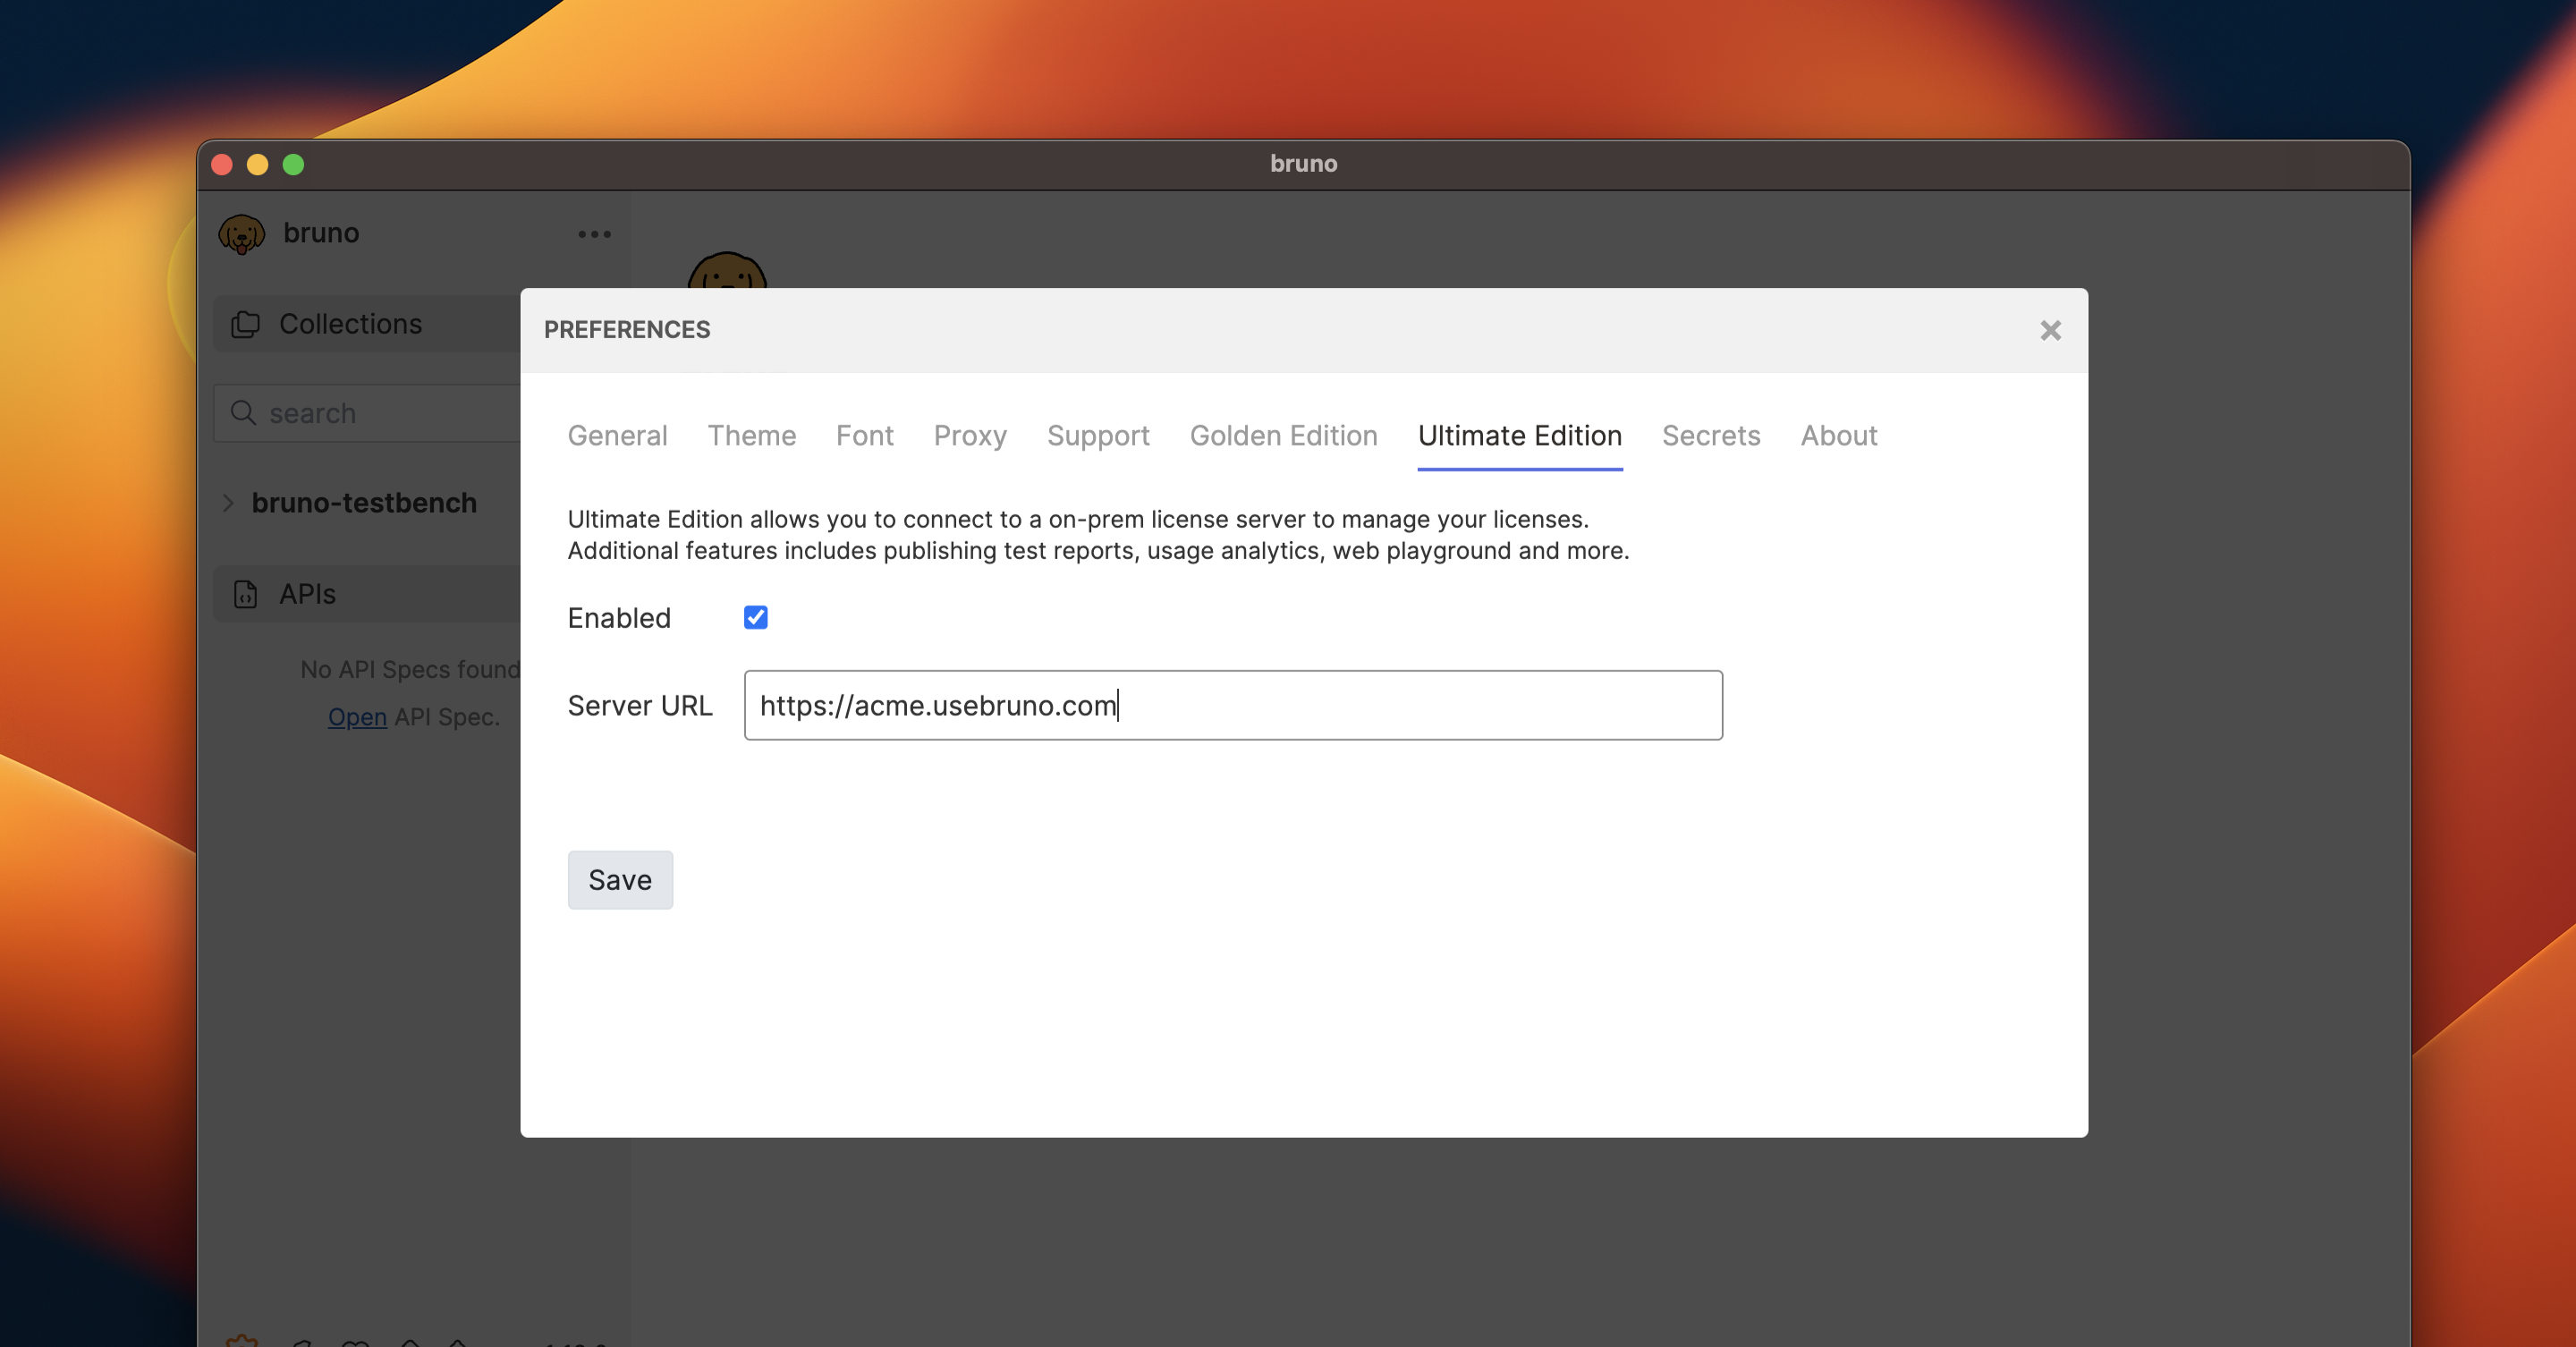 bruno
bruno
Collections
search
bruno-testbench
APIs
No API Specs found
Open API Spec.
PREFERENCES
General Theme Font Proxy Support Golden Edition Ultimate Edition Secrets About
Ultimate Edition allows you to connect to a on-prem license server to manage your licenses.
Additional features includes publishing test reports, usage analytics, web playground and more.
Enabled
Server URL https://acme.usebruno.com
Save